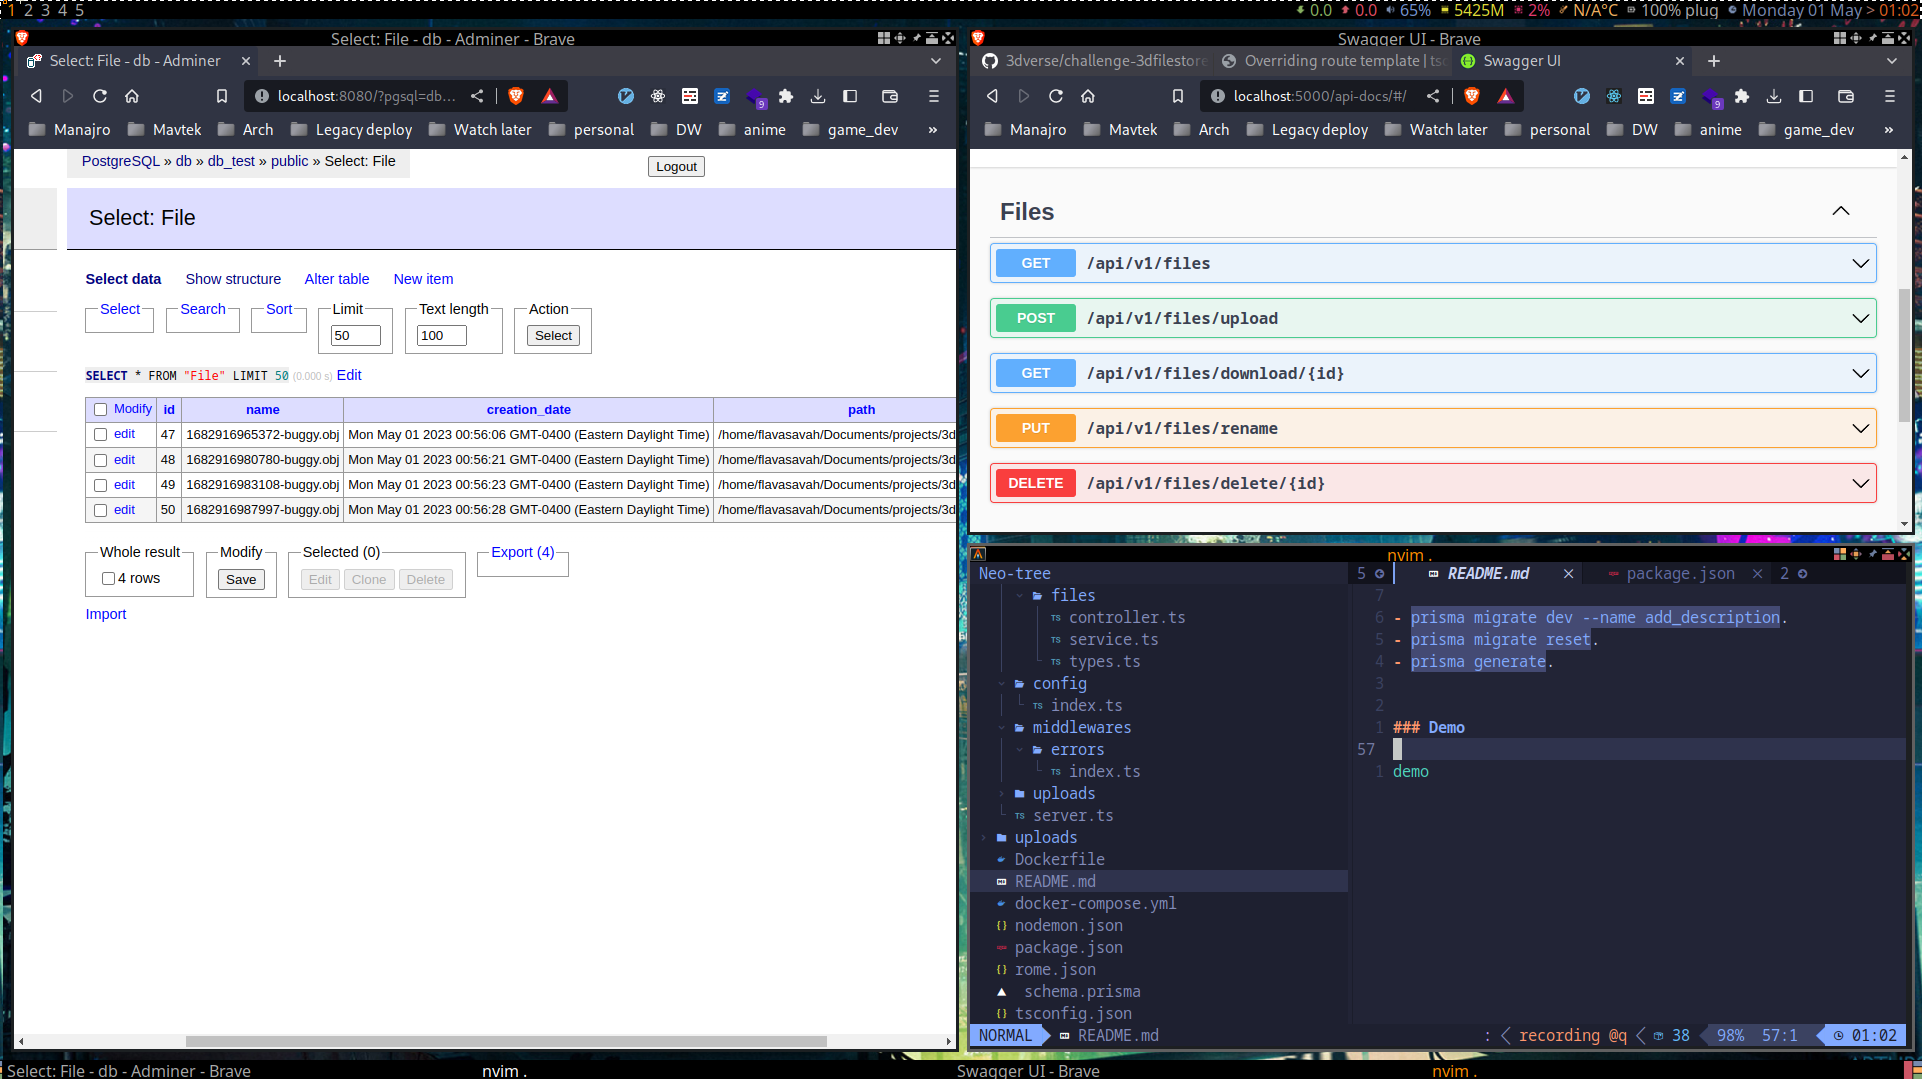 1 2 3 4 5
0.0 0.0 65% 5425M 2% N/A°C 100% plug Monday 01 May > 01:02
Select: File - db - Adminer - Brave
Select: File - db - Adminer
localhost:8080/?pgsql=db...
9
Manajro Mavtek Arch Legacy deploy Watch later personal DW anime game_dev »
PostgreSQL » db » db_test » public » Select: File
Logout
Select: File
Select data Show structure Alter table New item
Select Search Sort Limit Text length Action
50 100 Select
SELECT * FROM "File" LIMIT 50 (0.000 s) Edit
Modify id name creation_date path
edit 47 1682916965372-buggy.obj Mon May 01 2023 00:56:06 GMT-0400 (Eastern Daylight Time) /home/flavasavah/Documents/projects/3d
edit 48 1682916980780-buggy.obj Mon May 01 2023 00:56:21 GMT-0400 (Eastern Daylight Time) /home/flavasavah/Documents/projects/3d
edit 49 1682916983108-buggy.obj Mon May 01 2023 00:56:23 GMT-0400 (Eastern Daylight Time) /home/flavasavah/Documents/projects/3d
edit 50 1682916987997-buggy.obj Mon May 01 2023 00:56:28 GMT-0400 (Eastern Daylight Time) /home/flavasavah/Documents/projects/3d
Whole result Modify Selected (0) Export (4)
4 rows Save Edit Clone Delete
Import
Swagger UI - Brave
3dverse/challenge-3dfilestore Overriding route template | tso Swagger UI
localhost:5000/api-docs/#/
9
Manajro Mavtek Arch Legacy deploy Watch later personal DW anime game_dev »
Files
GET /api/v1/files
POST /api/v1/files/upload
GET /api/v1/files/download/{id}
PUT /api/v1/files/rename
DELETE /api/v1/files/delete/{id}
nvim .
Neo-tree
files
TS controller.ts
TS service.ts
TS types.ts
config
TS index.ts
middlewares
errors
TS index.ts
uploads
TS server.ts
uploads
Dockerfile
README.md
docker-compose.yml
{} nodemon.json
package.json
{} rome.json
schema.prisma
{} tsconfig.json
5 README.md package.json 2
7
6 - prisma migrate dev --name add_description.
5 - prisma migrate reset.
4 - prisma generate.
3
2
1 ### Demo
57
1 demo
NORMAL README.md : recording @q 38 98% 57:1 01:02
Select: File - db - Adminer - Brave nvim . Swagger UI - Brave nvim .